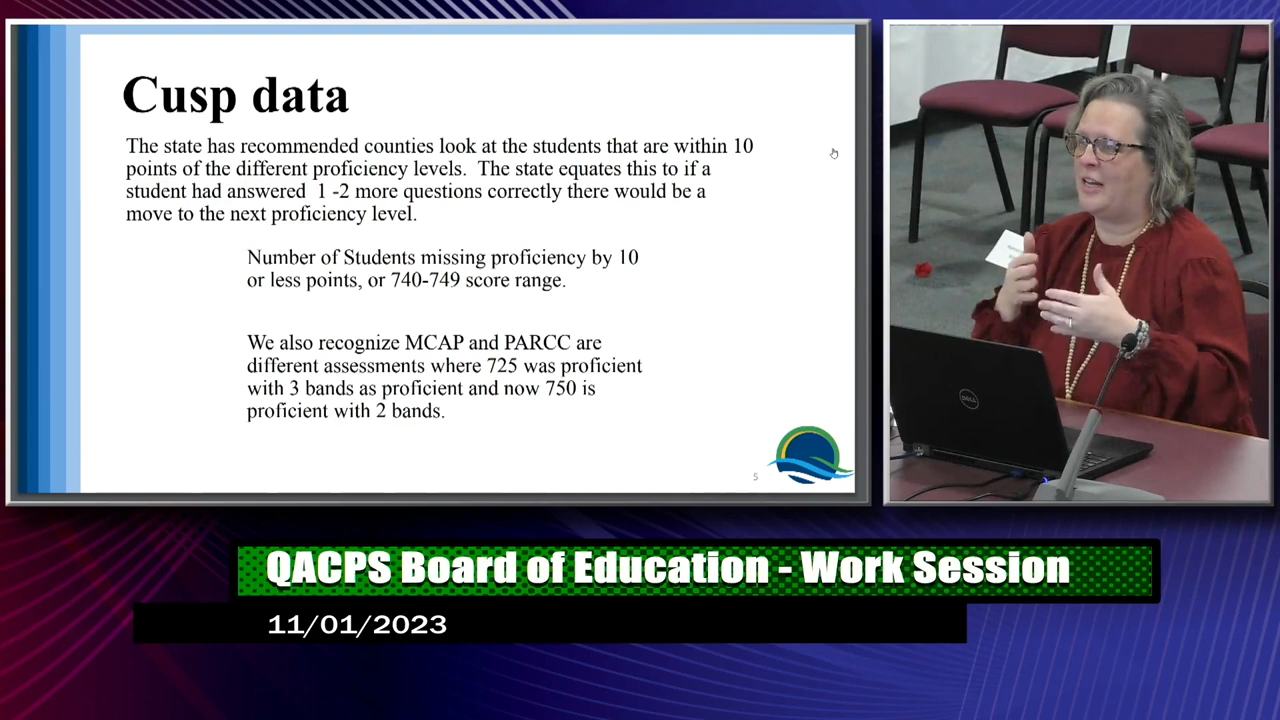 Cusp data
The state has recommended counties look at the students that are within 10
points of the different proficiency levels. The state equates this to if a
student had answered 1 -2 more questions correctly there would be a
move to the next proficiency level.
Number of Students missing proficiency by 10
or less points, or 740-749 score range.
We also recognize MCAP and PARCC are
different assessments where 725 was proficient
with 3 bands as proficient and now 750 is
proficient with 2 bands.
5
DELL
QACPS Board of Education - Work Session
11/01/2023